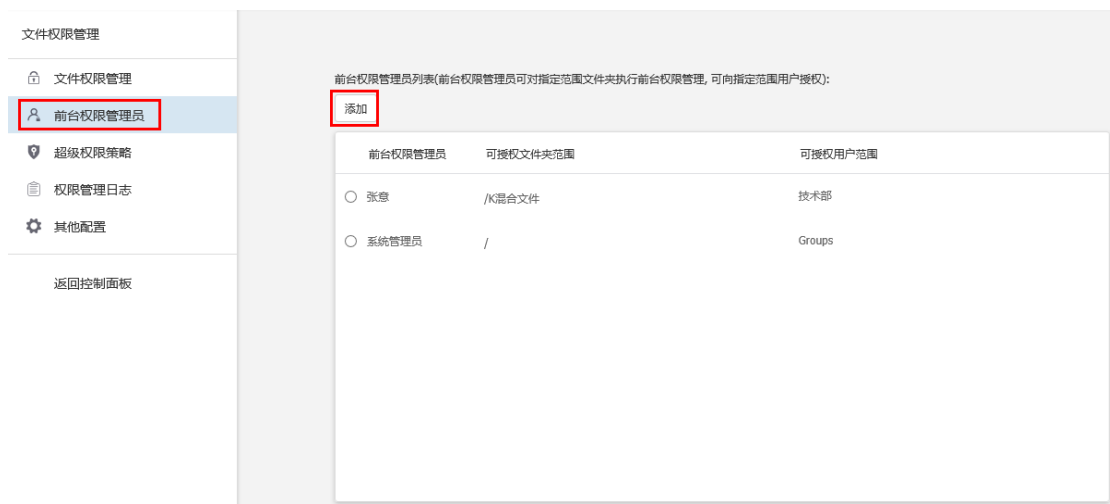 文件权限管理
文件权限管理
前台权限管理员
超级权限策略
权限管理日志
其他配置
返回控制面板
前台权限管理员列表(前台权限管理员可对指定范围文件夹执行前台权限管理, 可向指定范围用户授权):
添加
前台权限管理员 可授权文件夹范围 可授权用户范围
张意 /K混合文件 技术部
系统管理员 / Groups